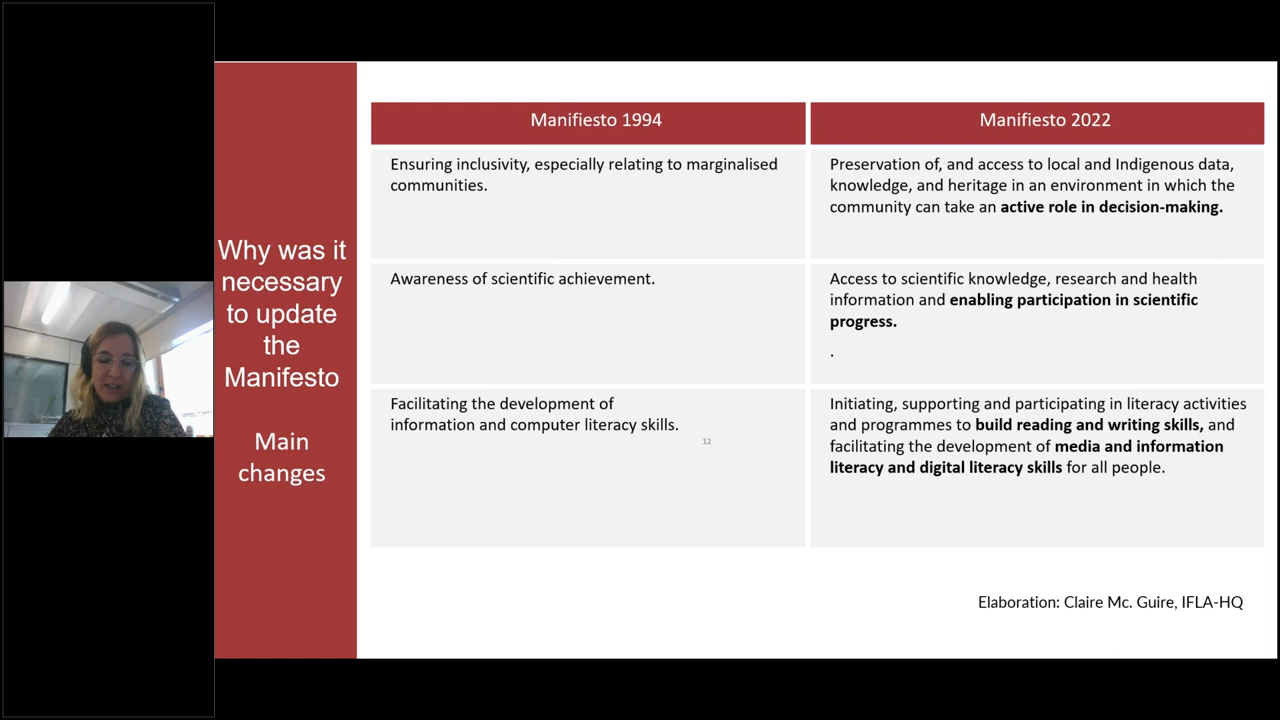 Why was it
necessary
to update
the
Manifesto
Main
changes
Manifiesto 1994
Manifiesto 2022
Ensuring inclusivity, especially relating to marginalised
communities.
Preservation of, and access to local and Indigenous data,
knowledge, and heritage in an environment in which the
community can take an active role in decision-making.
Awareness of scientific achievement.
Access to scientific knowledge, research and health
information and enabling participation in scientific
progress.
.
Facilitating the development of
information and computer literacy skills.
12
Initiating, supporting and participating in literacy activities
and programmes to build reading and writing skills, and
facilitating the development of media and information
literacy and digital literacy skills for all people.
Elaboration: Claire Mc. Guire, IFLA-HQ